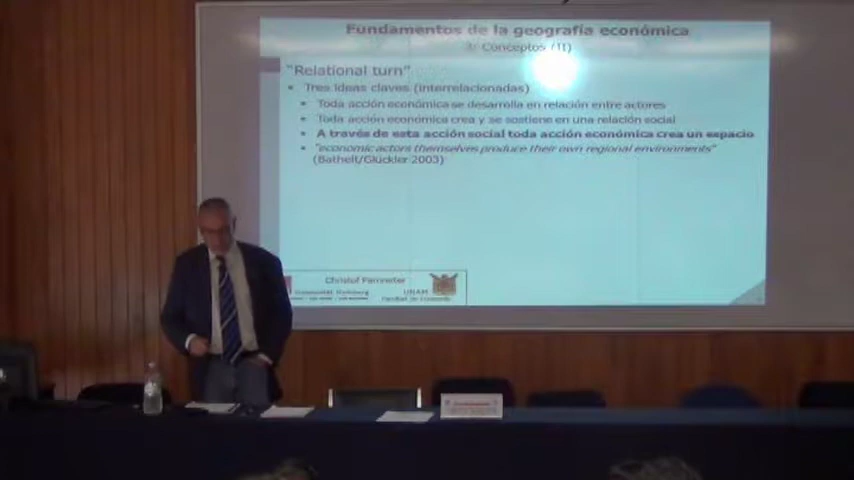 Fundamentos de la geografía económica
3. Conceptos (II)
"Relational turn"
Tres ideas claves (interrelacionadas)
Toda acción económica se desarrolla en relación entre actores
Toda acción económica crea y se sostiene en una relación social
A través de esta acción social toda acción económica crea un espacio
"economic actors themselves produce their own regional environments"
(Bathelt/Glückler 2003)
Christof Parnreiter
UNAM
Facultad de Economía